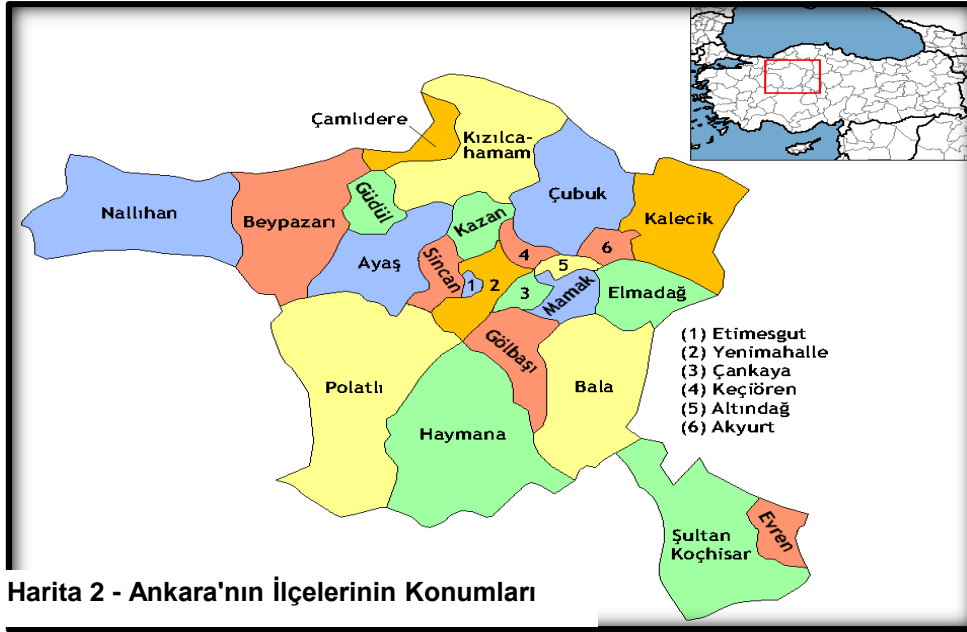 Çamlıdere
Kızılca-
hamam
Çubuk
Kalecik
Nallıhan
Beypazarı
Güdül
Kazan
Ayaş
Sincan
1
2
3
4
5
6
Mamak
Elmadağ
Gölbaşı
Polatlı
Bala
Haymana
(1) Etimesgut
(2) Yenimahalle
(3) Çankaya
(4) Keçiören
(5) Altındağ
(6) Akyurt
Şultan
Koçhisar
Evren
Harita 2 - Ankara'nın İlçelerinin Konumları